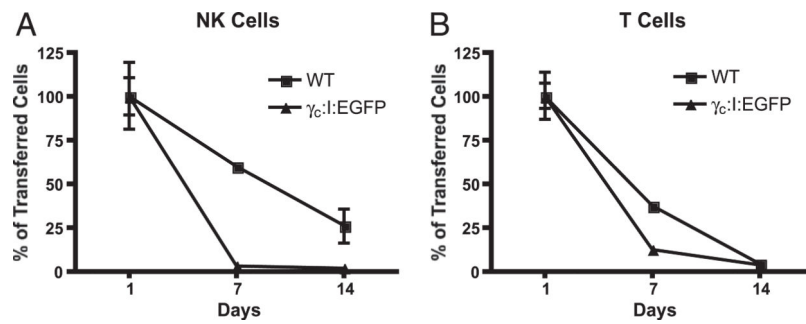 A
NK Cells
% of Transferred Cells
125
100
75
50
25
0
WT
γc:I:EGFP
1
7
14
Days
B
T Cells
% of Transferred Cells
125
100
75
50
25
0
WT
γc:I:EGFP
1
7
14
Days